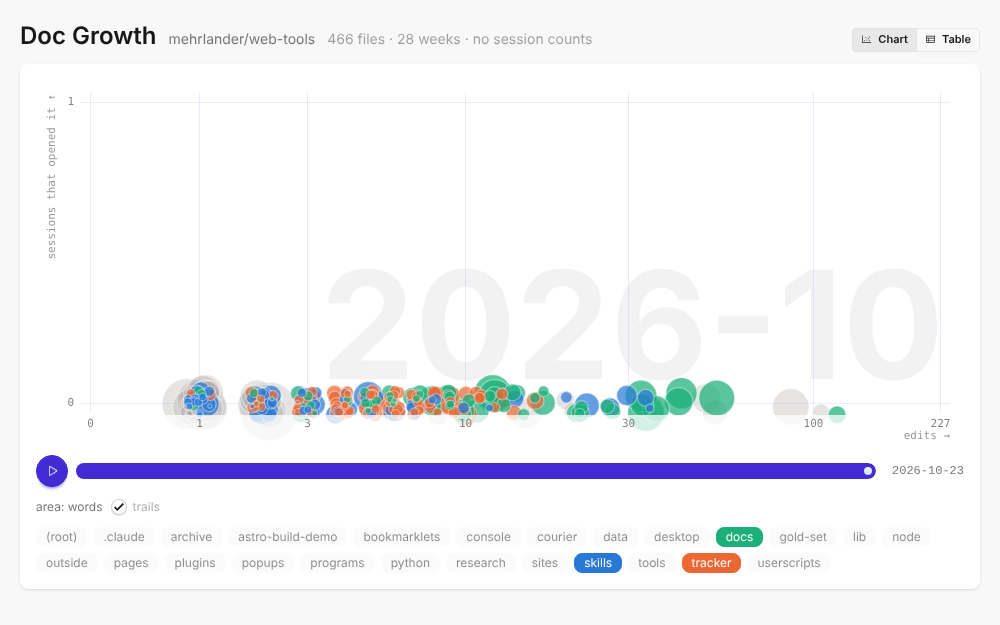 Doc Growth mehrlander/web-tools 466 files · 28 weeks · no session counts Chart Table
sessions that opened it ↑
1
2026-10
0
0 1 3 10 30 100 227
edits →
2026-10-23
area: words trails
(root) .claude archive astro-build-demo bookmarklets console courier data desktop docs gold-set lib node
outside pages plugins popups programs python research sites skills tools tracker userscripts